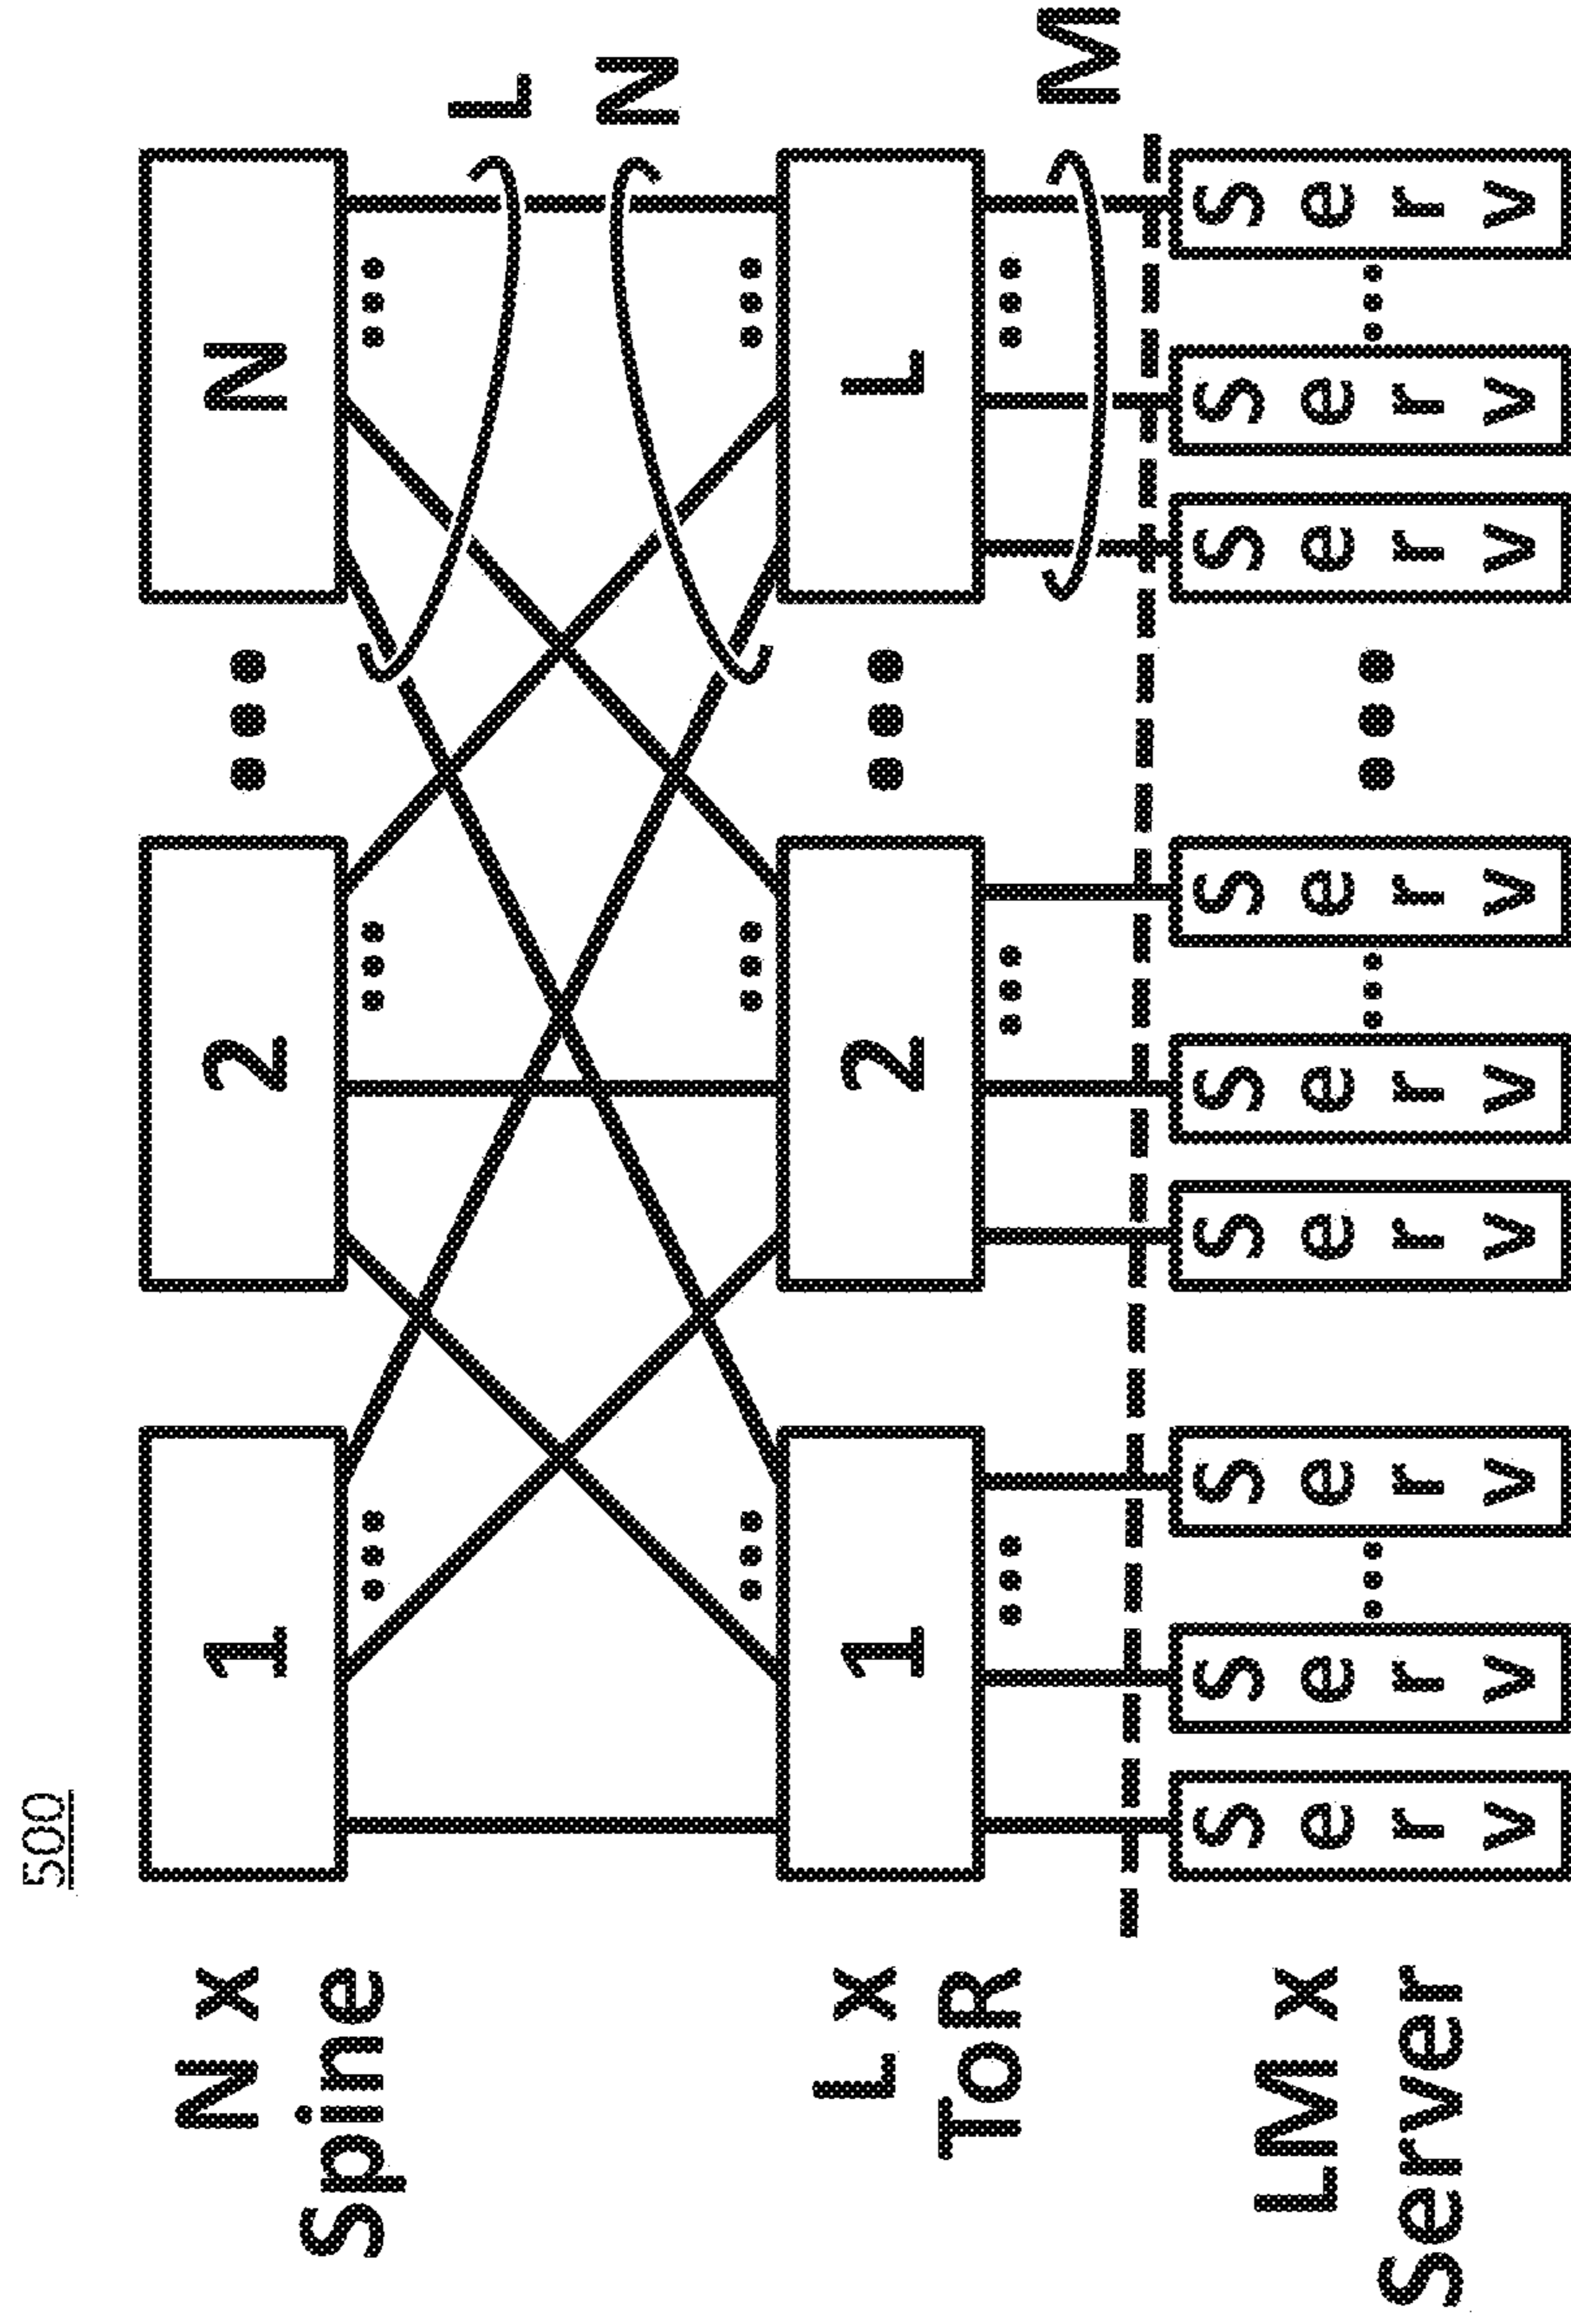 500
N x
Spine
1
2
•••
N
•••
•••
•••
L
N
•••
•••
•••
L x
ToR
1
2
•••
L
•••
•••
•••
M
LM x
Server
Serv
Serv
•••
Serv
Serv
Serv
•••
Serv
•••
Serv
Serv
•••
Serv